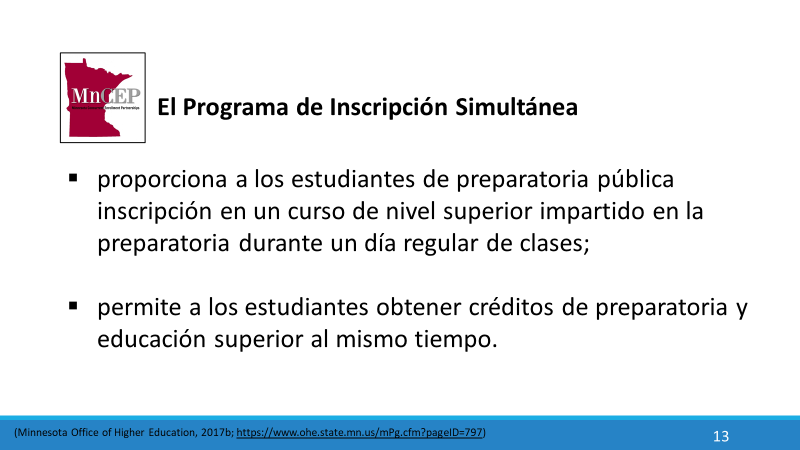 MnCEP
El Programa de Inscripción Simultánea
▪ proporciona a los estudiantes de preparatoria pública
inscripción en un curso de nivel superior impartido en la
preparatoria durante un día regular de clases;
▪ permite a los estudiantes obtener créditos de preparatoria y
educación superior al mismo tiempo.
(Minnesota Office of Higher Education, 2017b; https://www.ohe.state.mn.us/mPg.cfm?pageID=797)
13